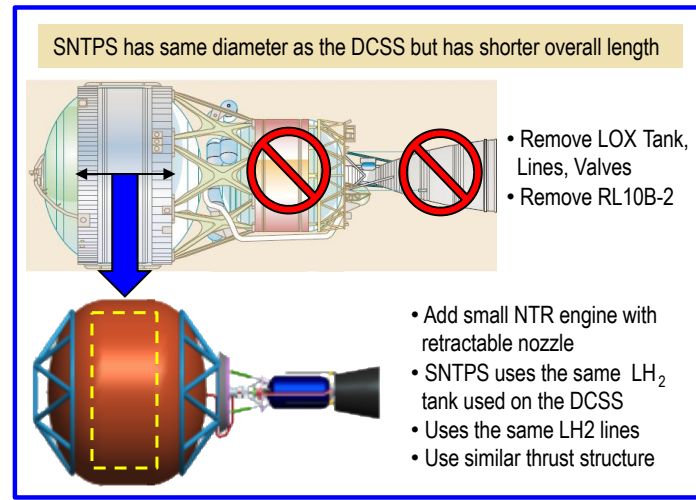 SNTPS has same diameter as the DCSS but has shorter overall length
• Remove LOX Tank,
Lines, Valves
• Remove RL10B-2
• Add small NTR engine with
retractable nozzle
• SNTPS uses the same LH₂
tank used on the DCSS
• Uses the same LH2 lines
• Use similar thrust structure